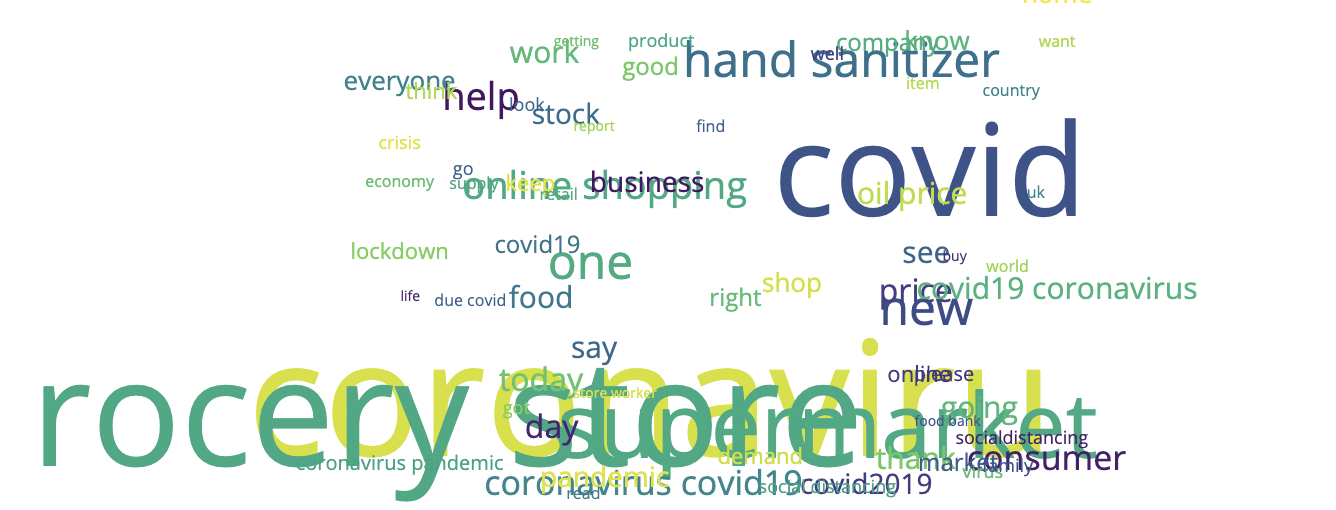 home
getting
product
company
know
want
work
hand sanitizer
well
good
everyone
think
help
look
item
country
stock
report
find
covid
crisis
go
economy
supply
online shopping
keep
retail
business
oil price
uk
lockdown
covid19
one
see
buy
world
shop
life
due covid
food
right
price
covid19 coronavirus
new
say
coronaviru
today
online
please
store worker
rocery store
got
supermarket
going
food bank
day
socialdistancing
coronavirus pandemic
demand
thank
market
family
consumer
virus
pandemic
coronavirus covid19
social distancing
covid2019
read